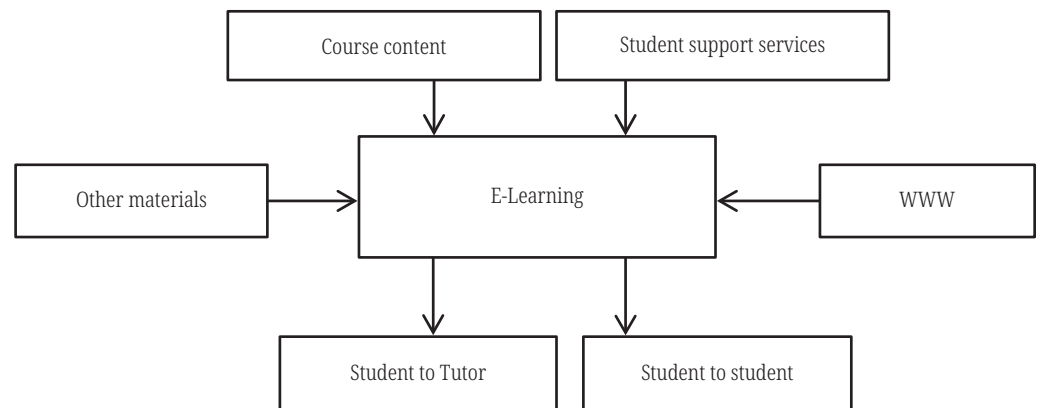 Course content
Student support services
Other materials
E-Learning
WWW
Student to Tutor
Student to student